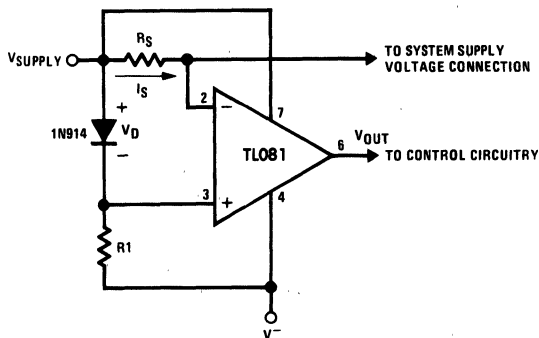 VSUPPLY
RS
IS
TO SYSTEM SUPPLY
VOLTAGE CONNECTION
2
−
7
+
1N914
VD
−
TL081
6
VOUT
TO CONTROL CIRCUITRY
3
+
4
R1
V−